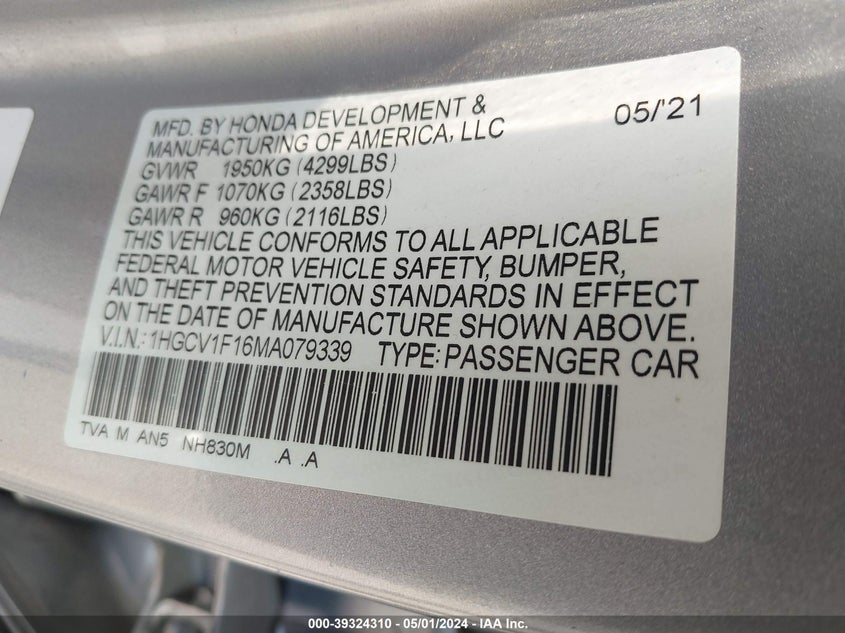 MFD. BY HONDA DEVELOPMENT & 05/'21
MANUFACTURING OF AMERICA, LLC
GVWR 1950KG (4299LBS)
GAWR F 1070KG (2358LBS)
GAWR R 960KG (2116LBS)
THIS VEHICLE CONFORMS TO ALL APPLICABLE
FEDERAL MOTOR VEHICLE SAFETY, BUMPER,
AND THEFT PREVENTION STANDARDS IN EFFECT
ON THE DATE OF MANUFACTURE SHOWN ABOVE.
V.I.N.: 1HGCV1F16MA079339 TYPE: PASSENGER CAR
TVA M AN5 NH830M .A .A
000-39324310 - 05/01/2024 - IAA Inc.